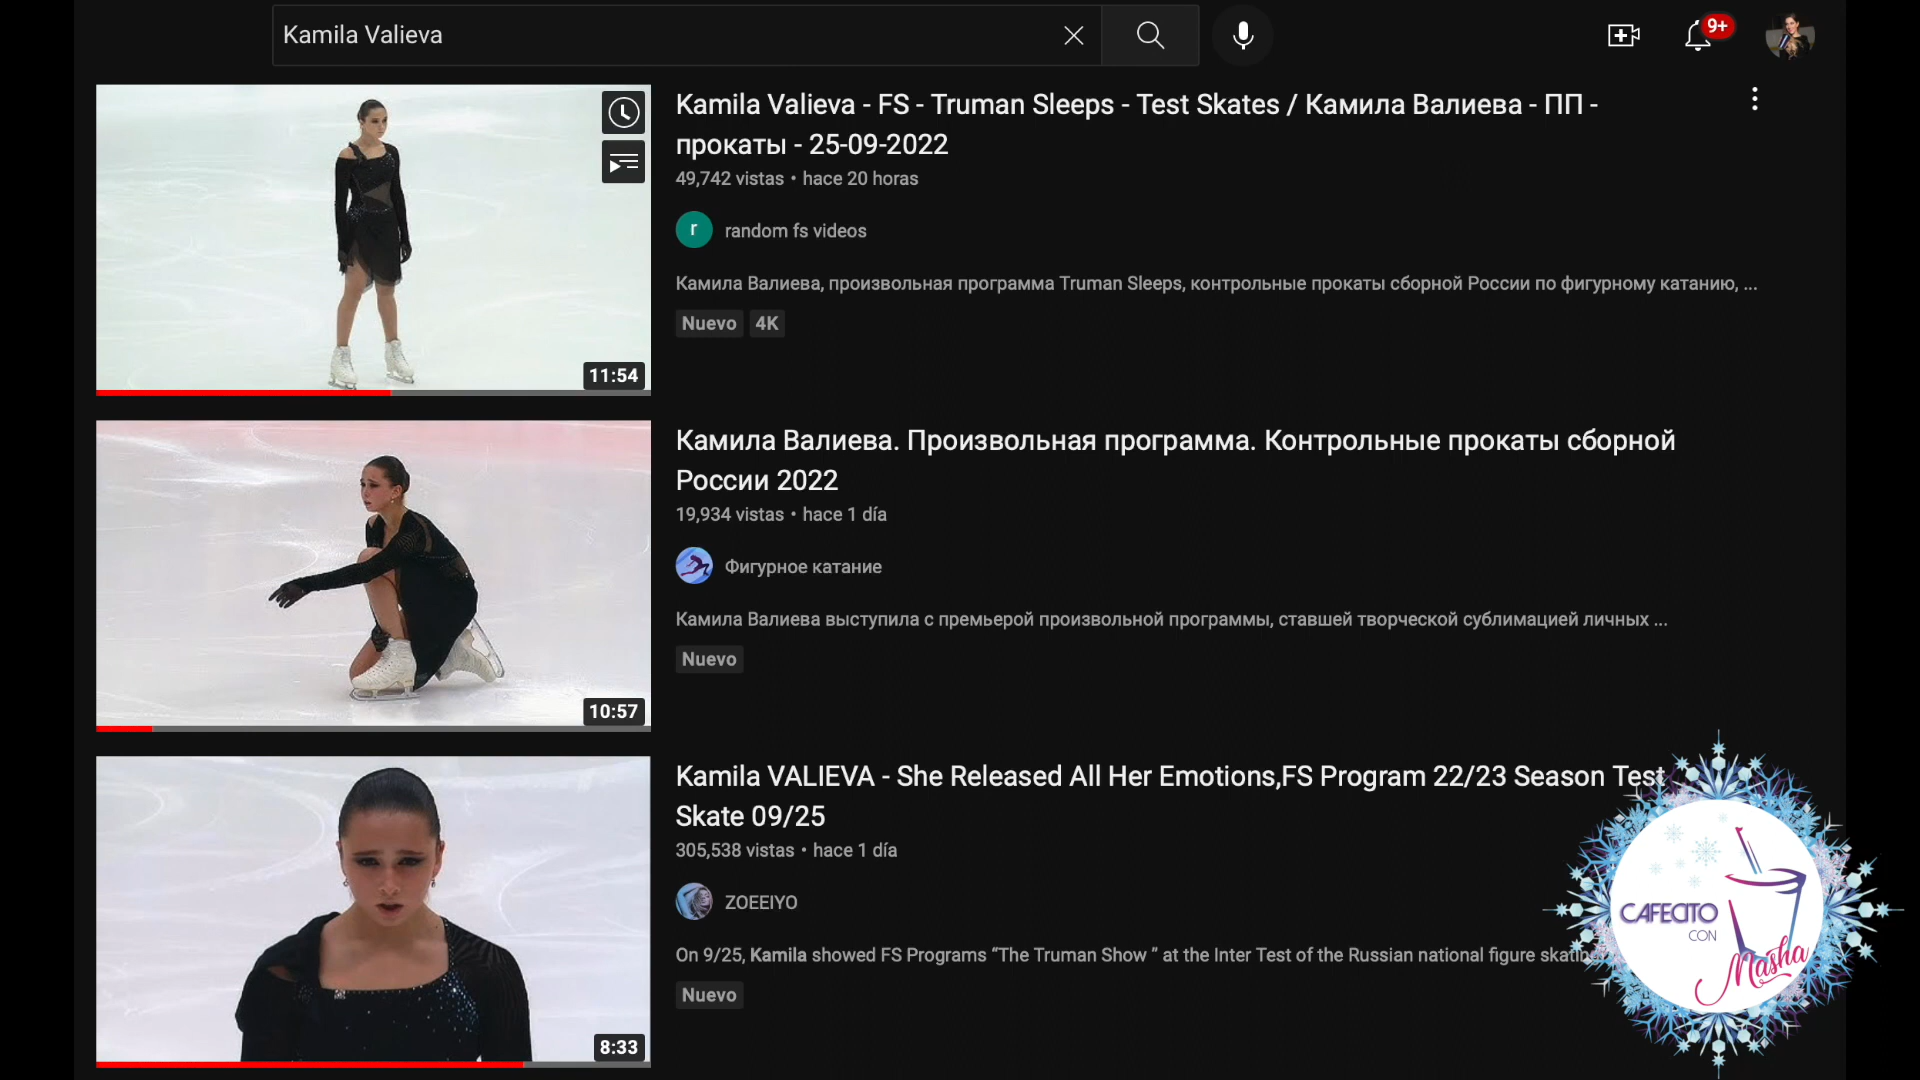 Kamila Valieva
9+
Kamila Valieva - FS - Truman Sleeps - Test Skates / Камила Валиева - ПП -
прокаты - 25-09-2022
49,742 vistas • hace 20 horas
r
random fs videos
Камила Валиева, произвольная программа Truman Sleeps, контрольные прокаты сборной России по фигурному катанию, ...
Nuevo 4K
11:54
Камила Валиева. Произвольная программа. Контрольные прокаты сборной
России 2022
19,934 vistas • hace 1 día
Фигурное катание
Камила Валиева выступила с премьерой произвольной программы, ставшей творческой сублимацией личных ...
Nuevo
10:57
Kamila VALIEVA - She Released All Her Emotions,FS Program 22/23 Season Test
Skate 09/25
305,538 vistas • hace 1 día
ZOEEIYO
On 9/25, Kamila showed FS Programs “The Truman Show ” at the Inter Test of the Russian national figure skatin
Nuevo
8:33
CAFECITO
CON
Masha